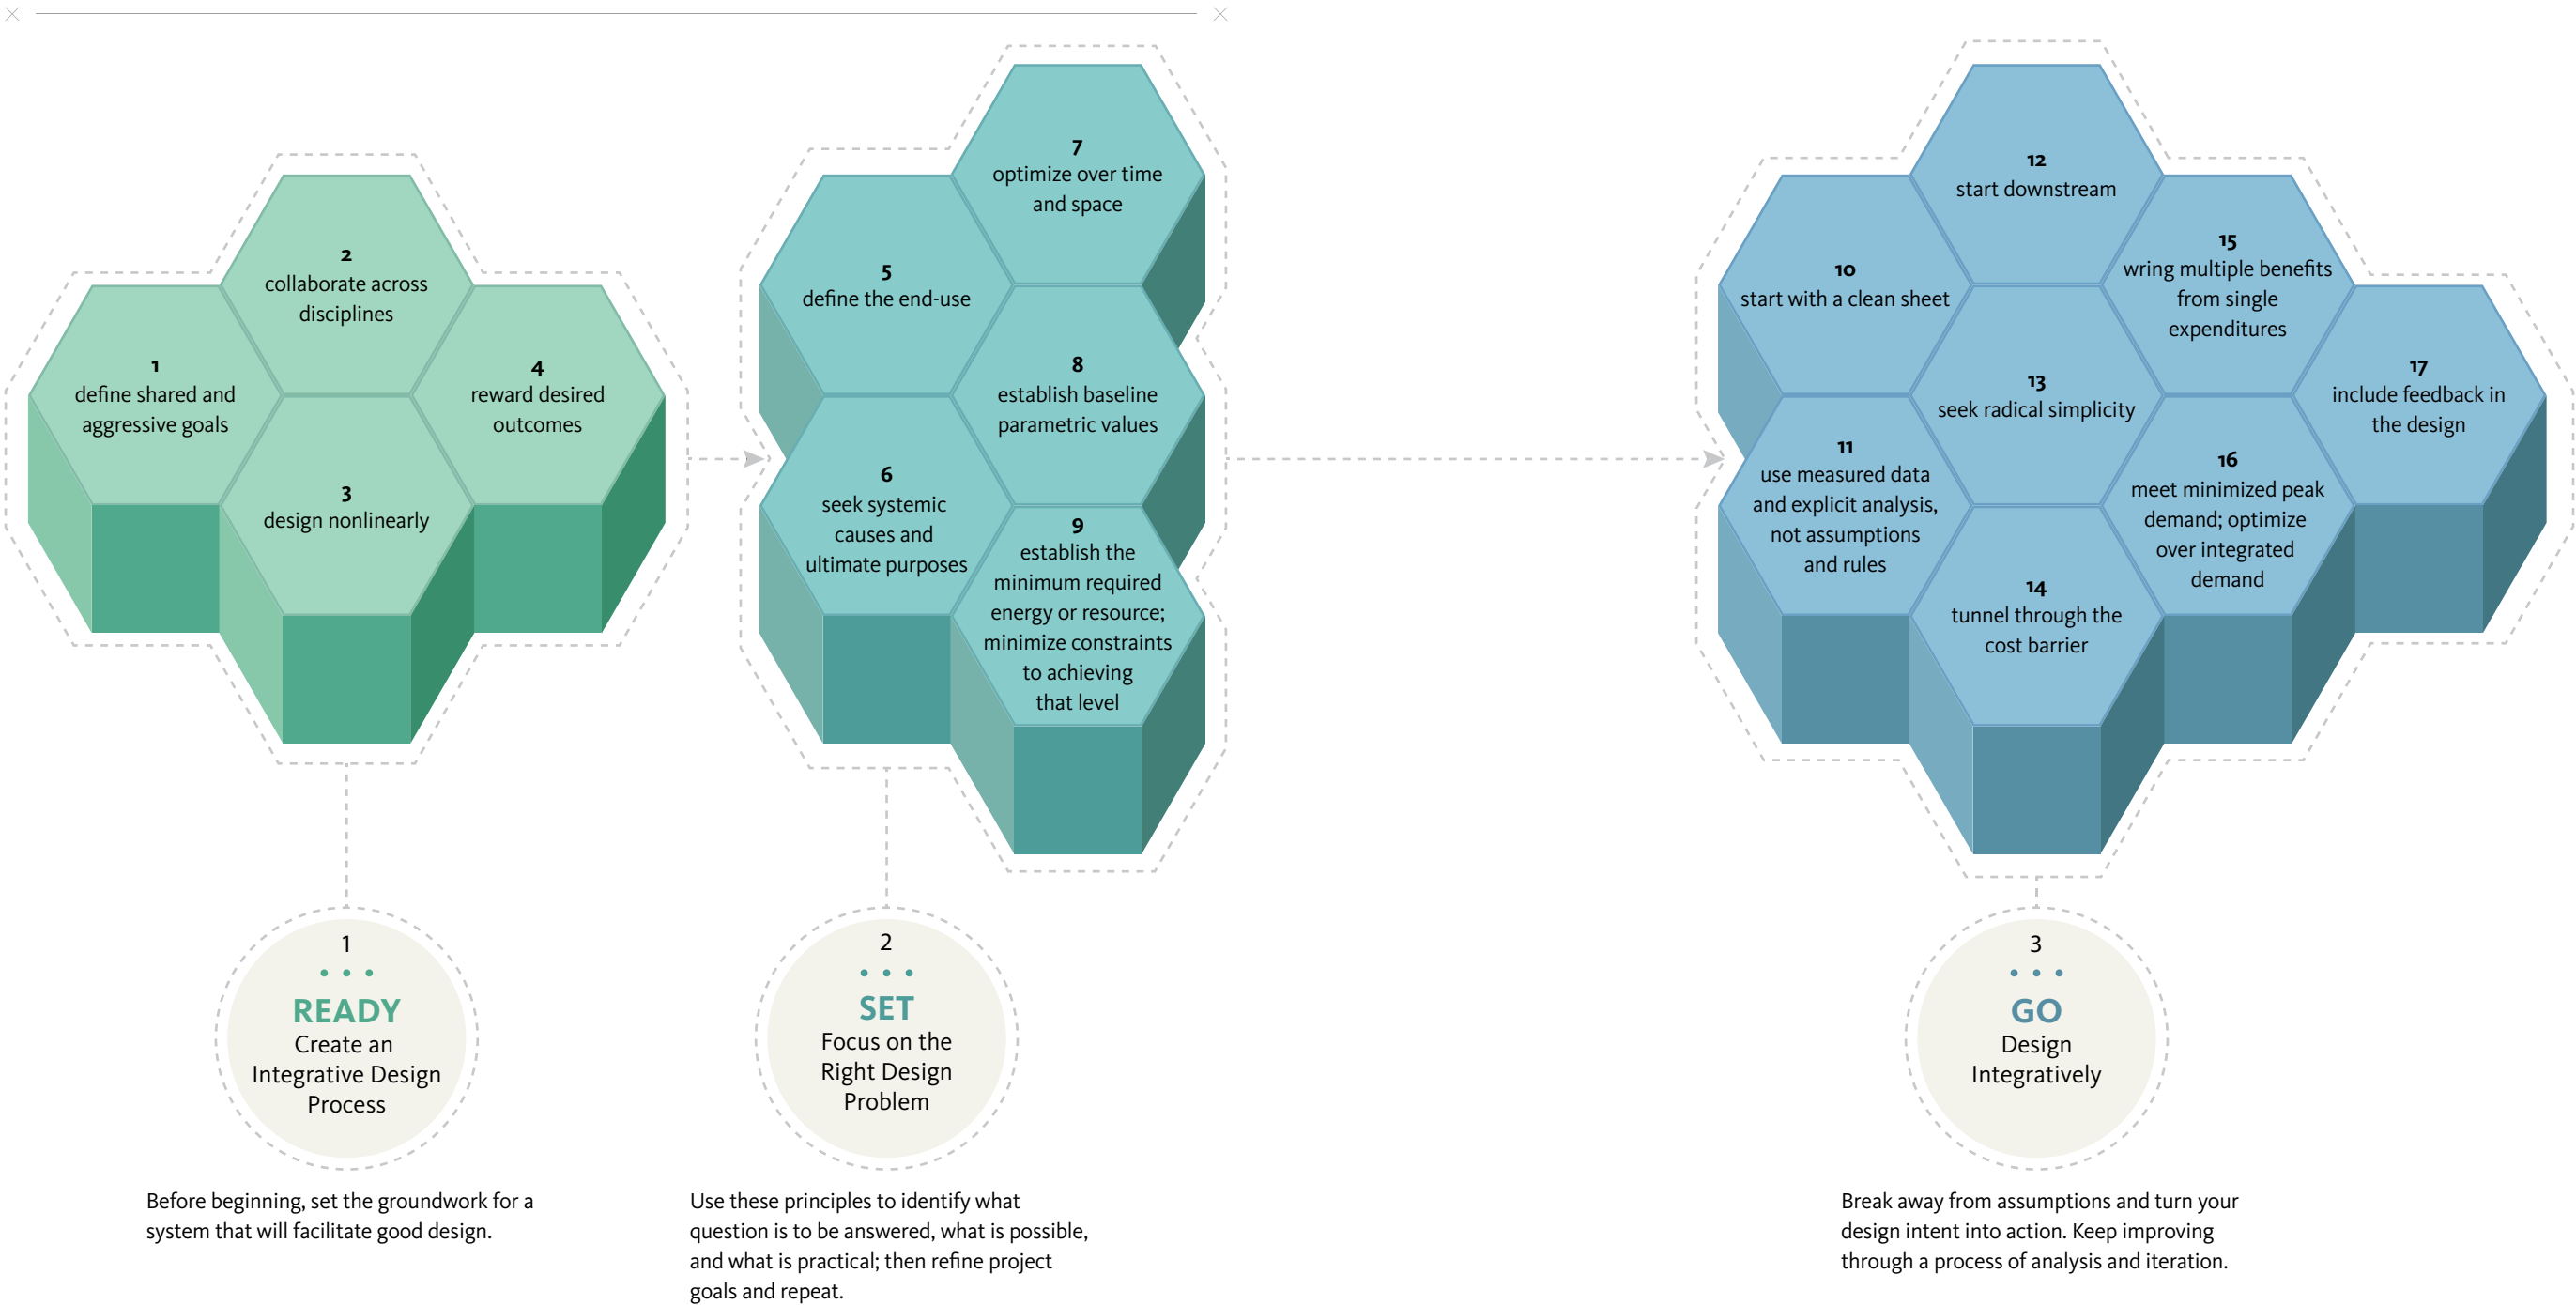 1
define shared and
aggressive goals
2
collaborate across
disciplines
3
design nonlinearly
4
reward desired
outcomes
5
define the end-use
6
seek systemic
causes and
ultimate purposes
7
optimize over time
and space
8
establish baseline
parametric values
9
establish the
minimum required
energy or resource;
minimize constraints
to achieving
that level
10
start with a clean sheet
11
use measured data
and explicit analysis,
not assumptions
and rules
12
start downstream
13
seek radical simplicity
14
tunnel through the
cost barrier
15
wring multiple benefits
from single
expenditures
16
meet minimized peak
demand; optimize
over integrated
demand
17
include feedback in
the design
1
READY
Create an
Integrative Design
Process
Before beginning, set the groundwork for a
system that will facilitate good design.
2
SET
Focus on the
Right Design
Problem
Use these principles to identify what
question is to be answered, what is possible,
and what is practical; then refine project
goals and repeat.
3
GO
Design
Integratively
Break away from assumptions and turn your
design intent into action. Keep improving
through a process of analysis and iteration.